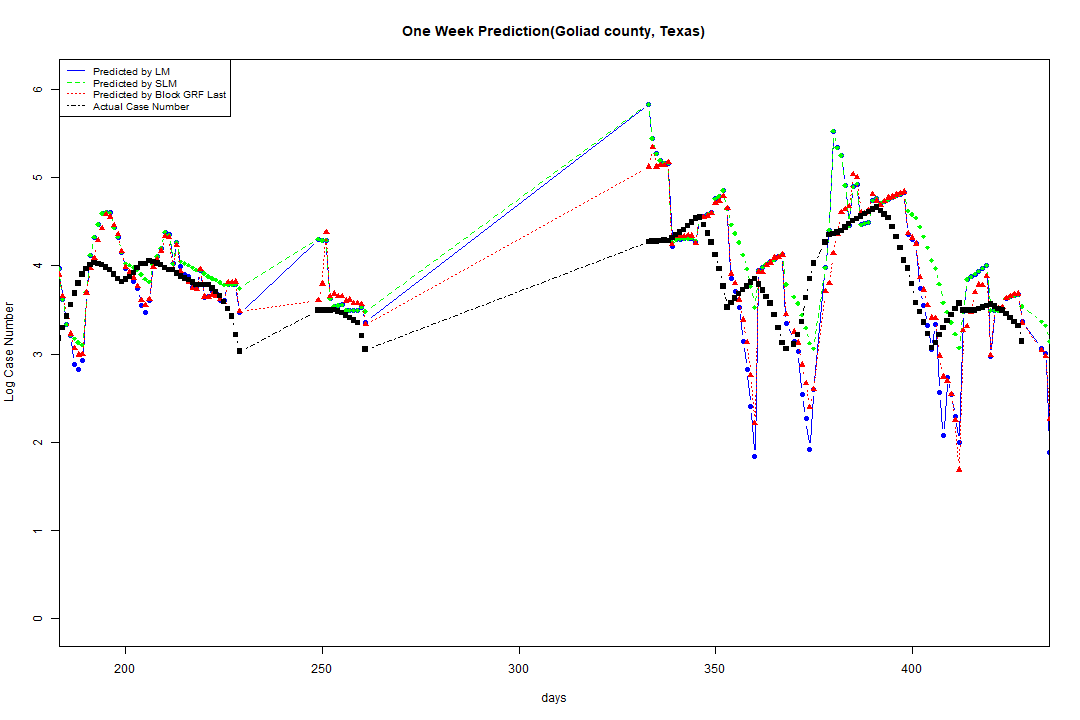 One Week Prediction(Goliad county, Texas)
Predicted by LM
Predicted by SLM
Predicted by Block GRF Last
Actual Case Number
6
5
4
3
2
1
0
Log Case Number
200
250
300
350
400
days